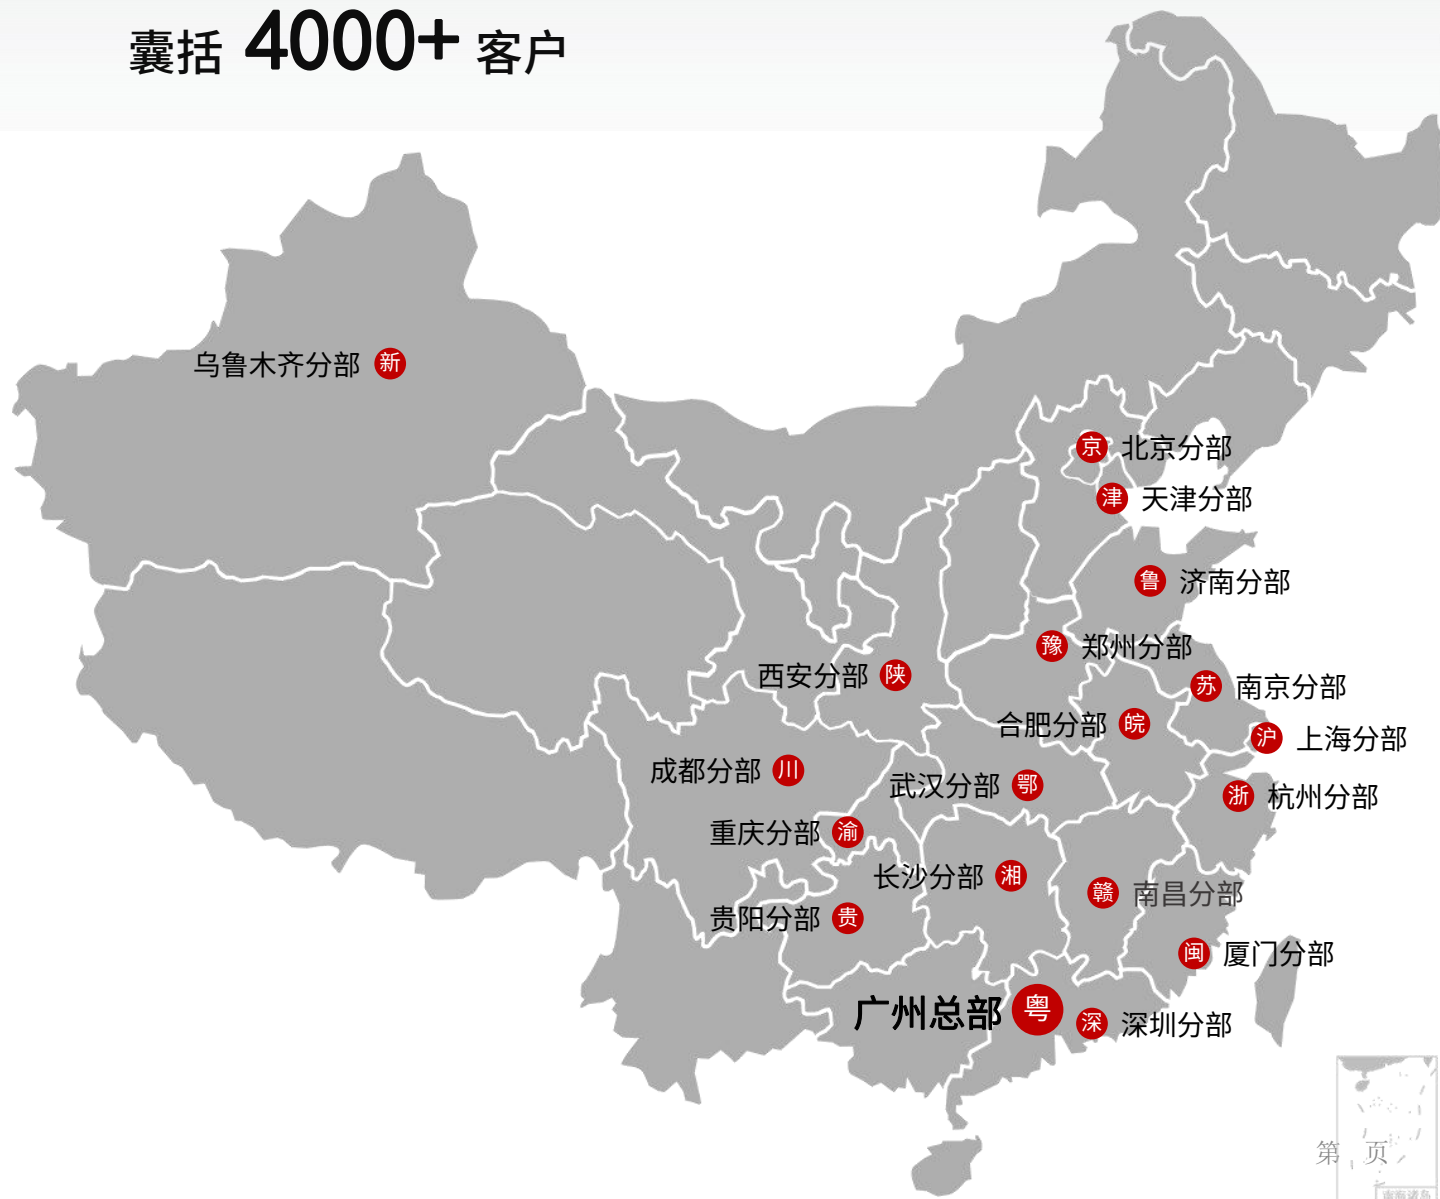 囊括 4000+ 客户
乌鲁木齐分部 新
京 北京分部
津 天津分部
鲁 济南分部
豫 郑州分部
西安分部 陕
苏 南京分部
合肥分部 皖
沪 上海分部
成都分部 川
武汉分部 鄂
浙 杭州分部
重庆分部 渝
长沙分部 湘
赣 南昌分部
贵阳分部 贵
闽 厦门分部
广州总部 粤
深 深圳分部
第 页
南海诸岛